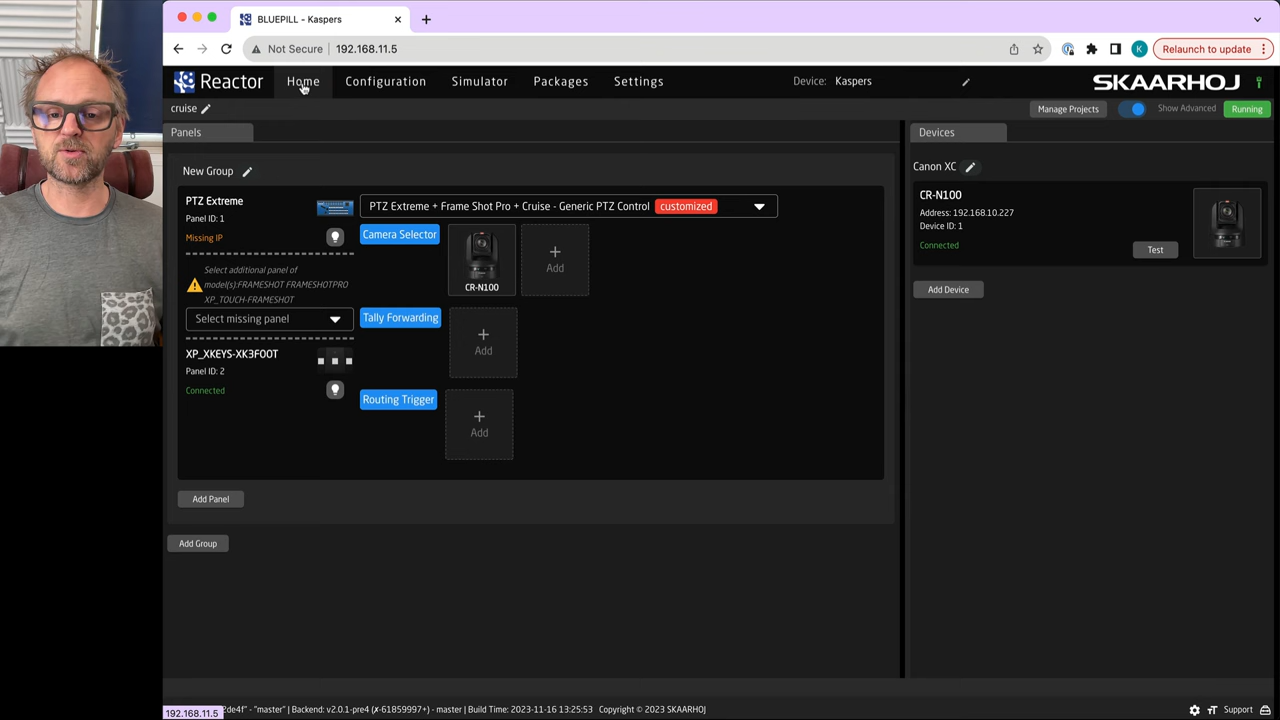 BLUEPILL - Kaspers
Not Secure | 192.168.11.5
K
Relaunch to update
Reactor
Home
Configuration
Simulator
Packages
Settings
Device: Kaspers
SKAARHOJ
cruise
Manage Projects
Show Advanced
Running
Panels
Devices
New Group
Canon XC
PTZ Extreme
Panel ID: 1
Missing IP
PTZ Extreme + Frame Shot Pro + Cruise - Generic PTZ Control customized
Camera Selector
CR-N100
+
Add
Select additional panel of
model(s):FRAMESHOT FRAMESHOTPRO
XP_TOUCH-FRAMESHOT
Select missing panel
Tally Forwarding
+
Add
XP_XKEYS-XK3FOOT
Panel ID: 2
Connected
Routing Trigger
+
Add
Add Panel
Add Group
CR-N100
Address: 192.168.10.227
Device ID: 1
Connected
Test
Add Device
192.168.11.5
2de4f" - "master" | Backend: v2.0.1-pre4 (✗-61859997+) - master | Build Time: 2023-11-16 13:25:53 Copyright © 2023 SKAARHOJ
Support